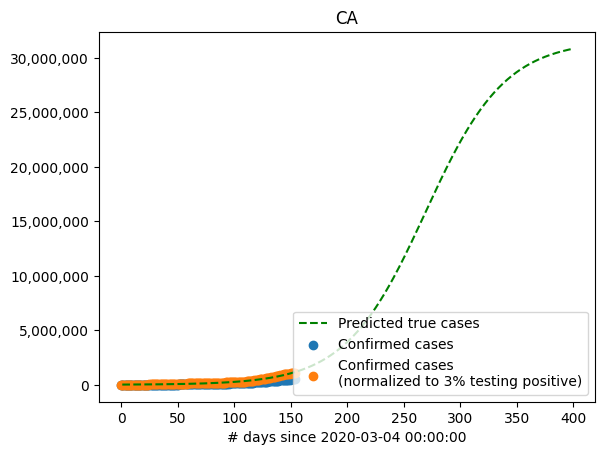 CA
30,000,000
25,000,000
20,000,000
15,000,000
10,000,000
5,000,000
0
Predicted true cases
Confirmed cases
Confirmed cases
(normalized to 3% testing positive)
0 50 100 150 200 250 300 350 400
# days since 2020-03-04 00:00:00